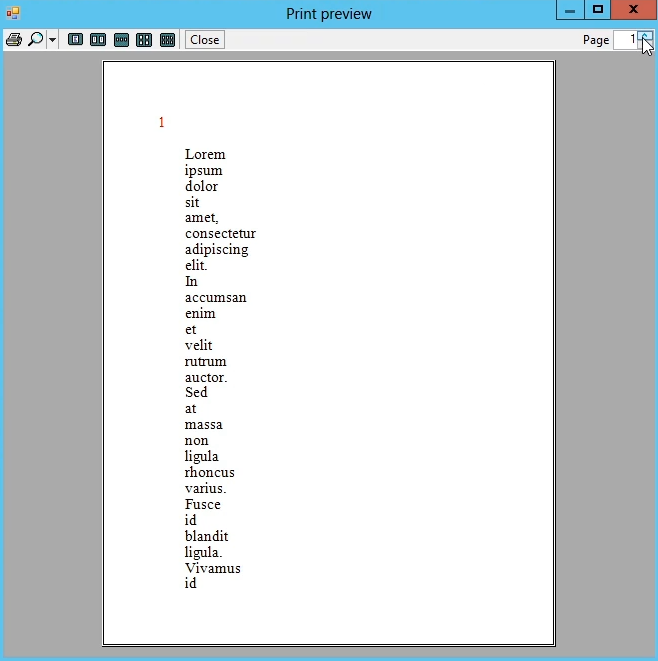 Print preview
Close
Page 1
1
Lorem
ipsum
dolor
sit
amet,
consectetur
adipiscing
elit.
In
accumsan
enim
et
velit
rutrum
auctor.
Sed
at
massa
non
ligula
rhoncus
varius.
Fusce
id
blandit
ligula.
Vivamus
id